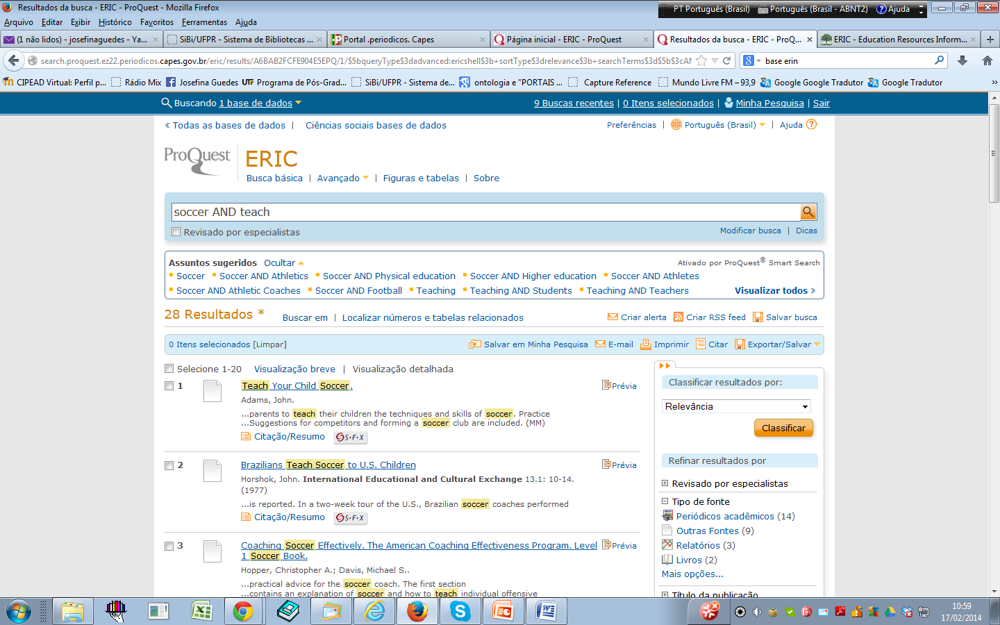 Resultados da busca - ERIC - ProQuest - Mozilla Firefox
PT Português (Brasil) Português (Brasil - ABNT2) Ajuda
Arquivo Editar Exibir Histórico Favoritos Ferramentas Ajuda
(1 não lidos) - josefinaguedes - Ya... SiBi/UFPR - Sistema de Bibliotecas ... Portal .periodicos. Capes Página inicial - ERIC - ProQuest Resultados da busca - ERIC - ProQ... ERIC - Education Resources Inform...
search.proquest.ez22.periodicos.capes.gov.br/eric/results/A6BAB2FCFE904E5EPQ/1/$5bqueryType$3dadvanced:ericshell$3b+sortType$3drelevance$3b+searchTerms$3d$5b$3cAN base erin
CIPEAD Virtual: Perfil p... Rádio Mix Josefina Guedes UTF Programa de Pós-Grad... SiBi/UFPR - Sistema de... ontologia e "PORTAIS ... Capture Reference Mundo Livre FM – 93,9 Google Google Tradutor Google Tradutor
Buscando 1 base de dados 9 Buscas recentes | 0 Itens selecionados | Minha Pesquisa | Sair
« Todas as bases de dados | Ciências sociais bases de dados Preferências | Português (Brasil) | Ajuda ?
ProQuest ERIC
Busca básica | Avançado | Figuras e tabelas | Sobre
soccer AND teach
Revisado por especialistas Modificar busca | Dicas
Assuntos sugeridos Ocultar Ativado por ProQuest® Smart Search
Soccer Soccer AND Athletics Soccer AND Physical education Soccer AND Higher education Soccer AND Athletes
Soccer AND Athletic Coaches Soccer AND Football Teaching Teaching AND Students Teaching AND Teachers Visualizar todos »
28 Resultados * Buscar em | Localizar números e tabelas relacionados Criar alerta Criar RSS feed Salvar busca
0 Itens selecionados [Limpar] Salvar em Minha Pesquisa E-mail Imprimir Citar Exportar/Salvar
Selecione 1-20 Visualização breve | Visualização detalhada
1 Teach Your Child Soccer. Prévia
Adams, John.
...parents to teach their children the techniques and skills of soccer. Practice
...Suggestions for competitors and forming a soccer club are included. (MM)
Citação/Resumo S·F·X
2 Brazilians Teach Soccer to U.S. Children Prévia
Horshok, John. International Educational and Cultural Exchange 13.1: 10-14.
(1977)
...is reported. In a two-week tour of the U.S., Brazilian soccer coaches performed
Citação/Resumo S·F·X
3 Coaching Soccer Effectively. The American Coaching Effectiveness Program. Level Prévia
1 Soccer Book.
Hopper, Christopher A.; Davis, Michael S..
...practical advice for the soccer coach. The first section
...contains an explanation of soccer and how to teach individual offensive
Classificar resultados por:
Relevância
Classificar
Refinar resultados por
Revisado por especialistas
Tipo de fonte
Periódicos acadêmicos (14)
Outras Fontes (9)
Relatórios (3)
Livros (2)
Mais opções...
Título da publicação
10:59
17/02/2014